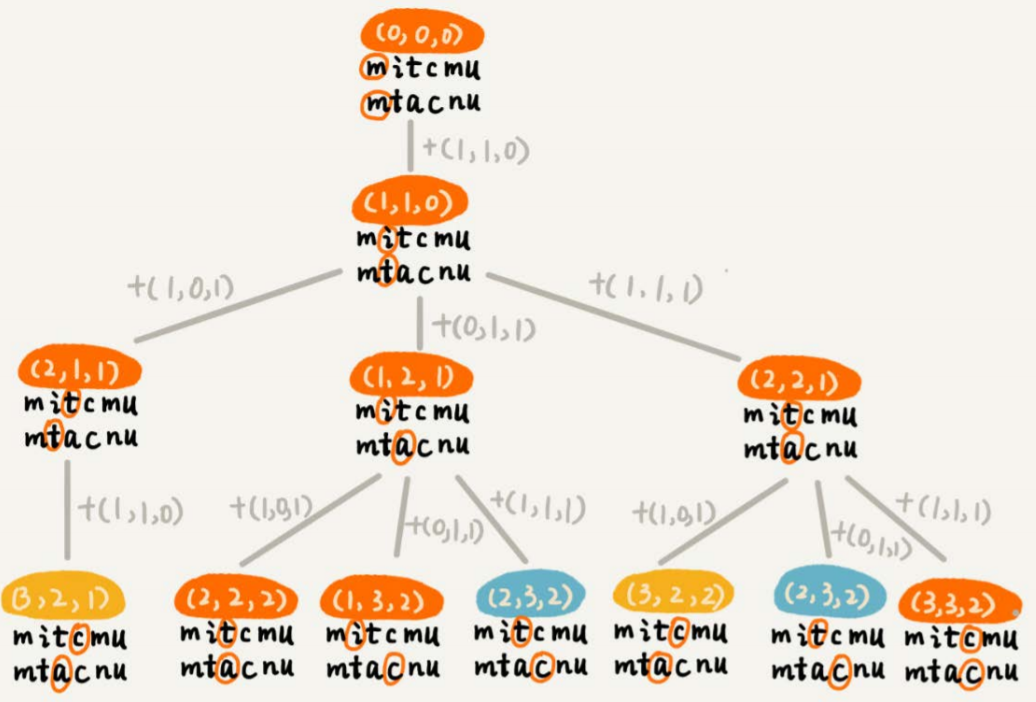 (0,0,0)
mitcmu
mtacnu
+(1,1,0)
(1,1,0)
mitcmu
mtacnu
+(1,0,1)
+(0,1,1)
+(1,1,1)
(2,1,1)
mitcmu
mtacnu
(1,2,1)
mitcmu
mtacnu
(2,2,1)
mitcmu
mtacnu
+(1,1,0)
+(1,0,1)
+(0,1,1)
+(1,1,1)
+(1,0,1)
+(0,1,1)
+(1,1,1)
(3,2,1)
mitcmu
mtacnu
(2,2,2)
mitcmu
mtacnu
(1,3,2)
mitcmu
mtacnu
(2,3,2)
mitcmu
mtacnu
(3,2,2)
mitcmu
mtacnu
(2,3,2)
mitcmu
mtacnu
(3,3,2)
mitcmu
mtacnu